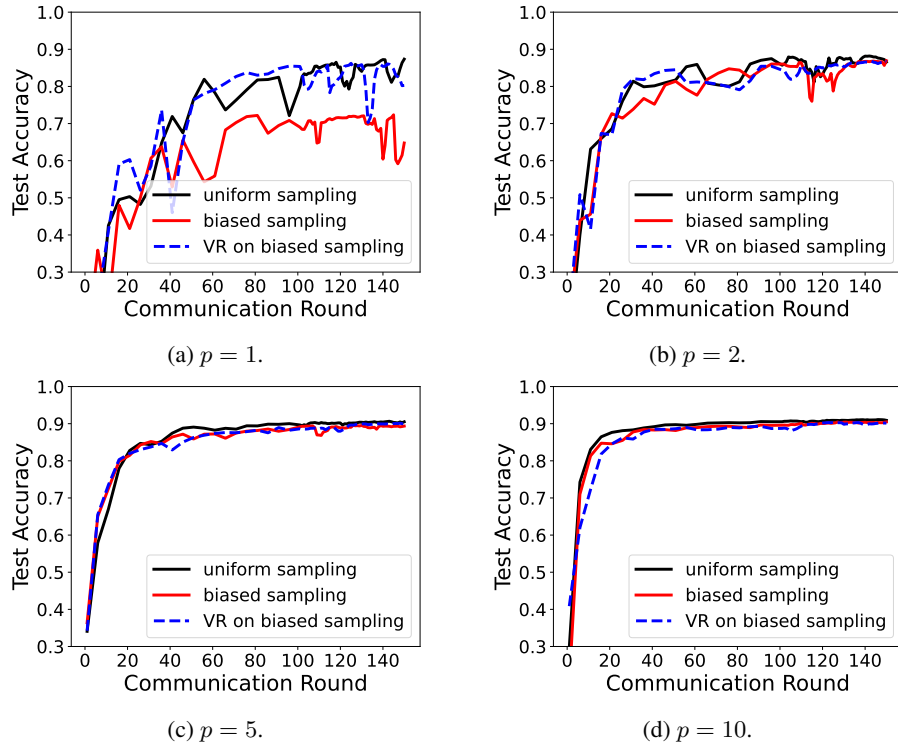 1.0
0.9
0.8
0.7
0.6
0.5
0.4
0.3
Test Accuracy
uniform sampling
biased sampling
VR on biased sampling
0 20 40 60 80 100 120 140
Communication Round
(a) p = 1.
1.0
0.9
0.8
0.7
0.6
0.5
0.4
0.3
Test Accuracy
uniform sampling
biased sampling
VR on biased sampling
0 20 40 60 80 100 120 140
Communication Round
(b) p = 2.
1.0
0.9
0.8
0.7
0.6
0.5
0.4
0.3
Test Accuracy
uniform sampling
biased sampling
VR on biased sampling
0 20 40 60 80 100 120 140
Communication Round
(c) p = 5.
1.0
0.9
0.8
0.7
0.6
0.5
0.4
0.3
Test Accuracy
uniform sampling
biased sampling
VR on biased sampling
0 20 40 60 80 100 120 140
Communication Round
(d) p = 10.